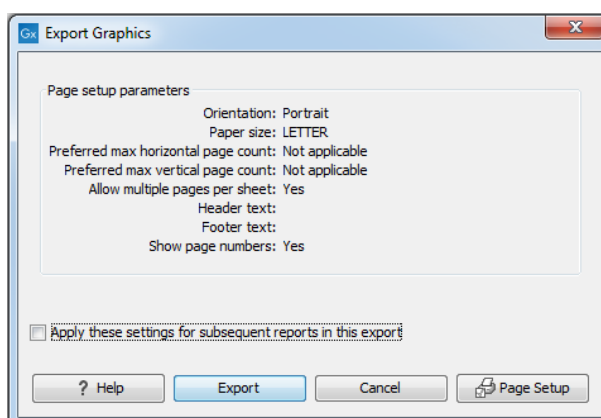 Gx Export Graphics
Page setup parameters
Orientation: Portrait
Paper size: LETTER
Preferred max horizontal page count: Not applicable
Preferred max vertical page count: Not applicable
Allow multiple pages per sheet: Yes
Header text:
Footer text:
Show page numbers: Yes
Apply these settings for subsequent reports in this export
? Help Export Cancel Page Setup